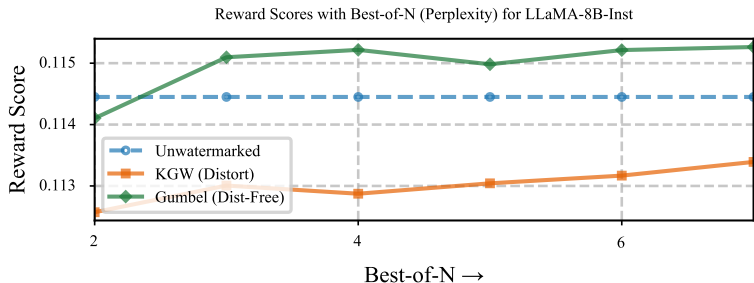 Reward Scores with Best-of-N (Perplexity) for LLaMA-8B-Inst
Reward Score
0.115
0.114
0.113
Unwatermarked
KGW (Distort)
Gumbel (Dist-Free)
2
4
6
Best-of-N →